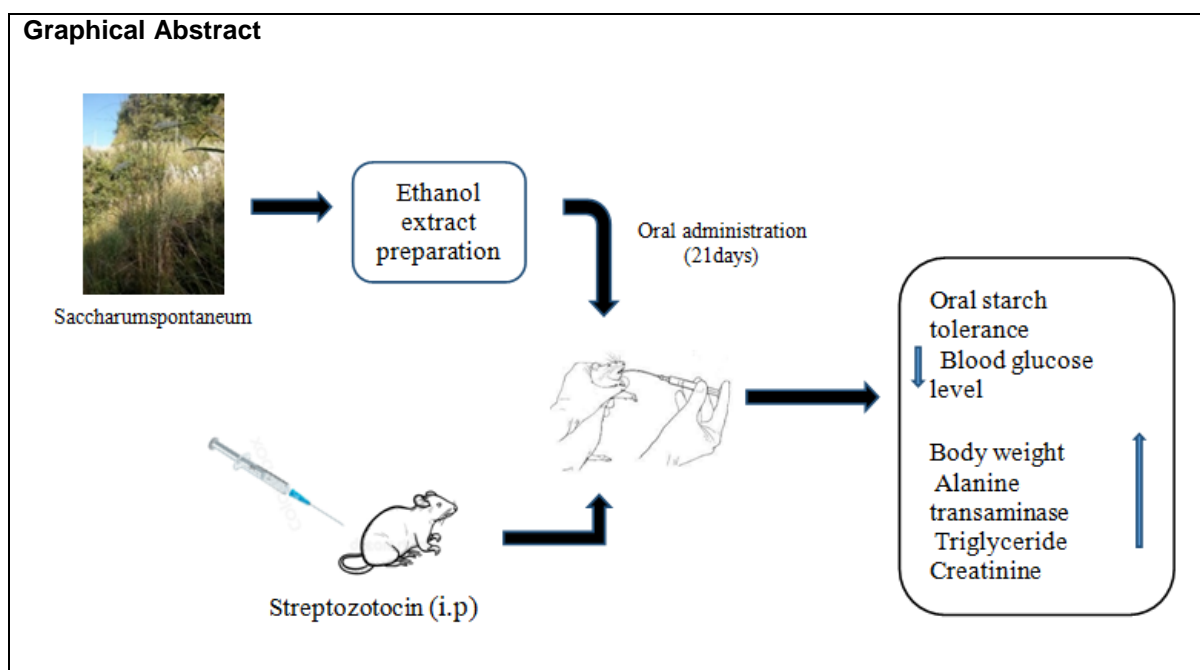 Graphical Abstract
Saccharumspontaneum
Ethanol
extract
preparation
Oral administration
(21days)
Streptozotocin (i.p)
Oral starch
tolerance
Blood glucose
level
Body weight
Alanine
transaminase
Triglyceride
Creatinine